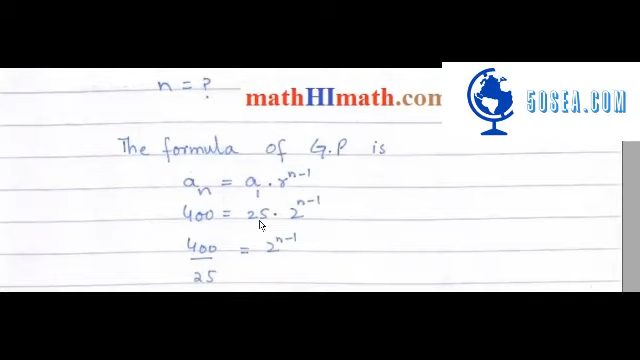 n = ?
mathHImath.com
50SEA.COM
The formula of G.P is
aₙ = a₁ · rⁿ⁻¹
400 = 25 · 2ⁿ⁻¹
400/25 = 2ⁿ⁻¹